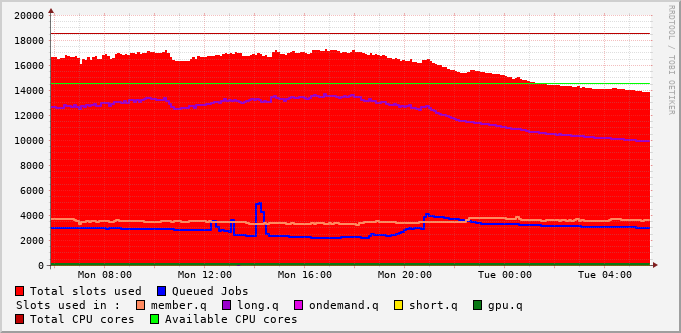 20000
18000
16000
14000
12000
10000
8000
6000
4000
2000
0
Mon 08:00 Mon 12:00 Mon 16:00 Mon 20:00 Tue 00:00 Tue 04:00
Total slots used Queued Jobs
Slots used in : member.q long.q ondemand.q short.q gpu.q
Total CPU cores Available CPU cores
RRDTOOL / TOBI OETIKER